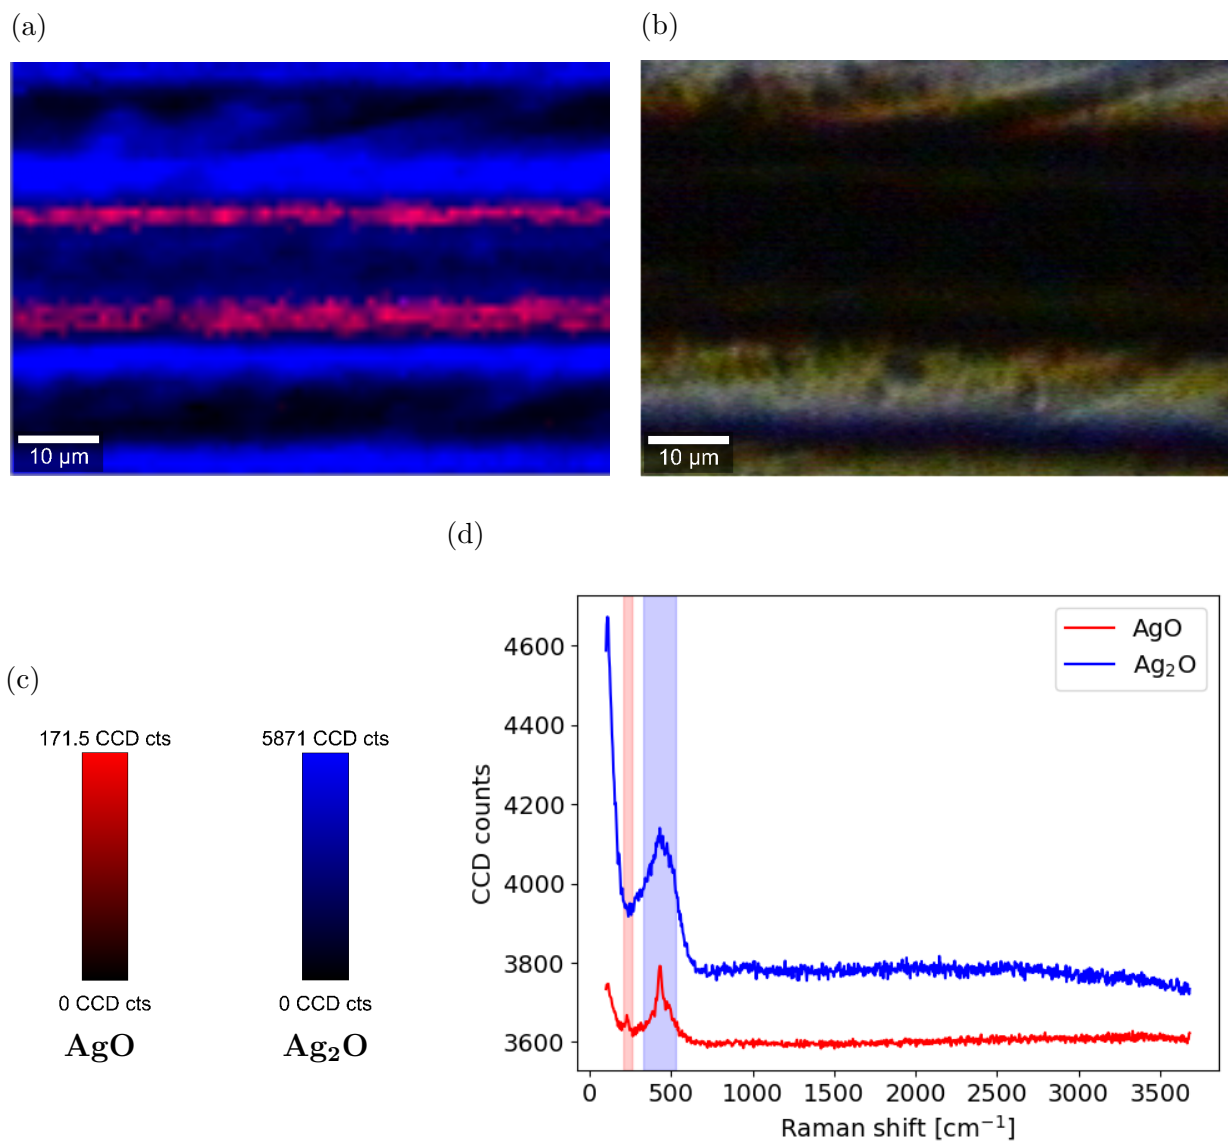 (a)
(b)
10 µm
10 µm
(c)
171.5 CCD cts
5871 CCD cts
0 CCD cts
0 CCD cts
AgO
Ag₂O
(d)
AgO
Ag₂O
CCD counts
4600
4400
4200
4000
3800
3600
0 500 1000 1500 2000 2500 3000 3500
Raman shift [cm⁻¹]